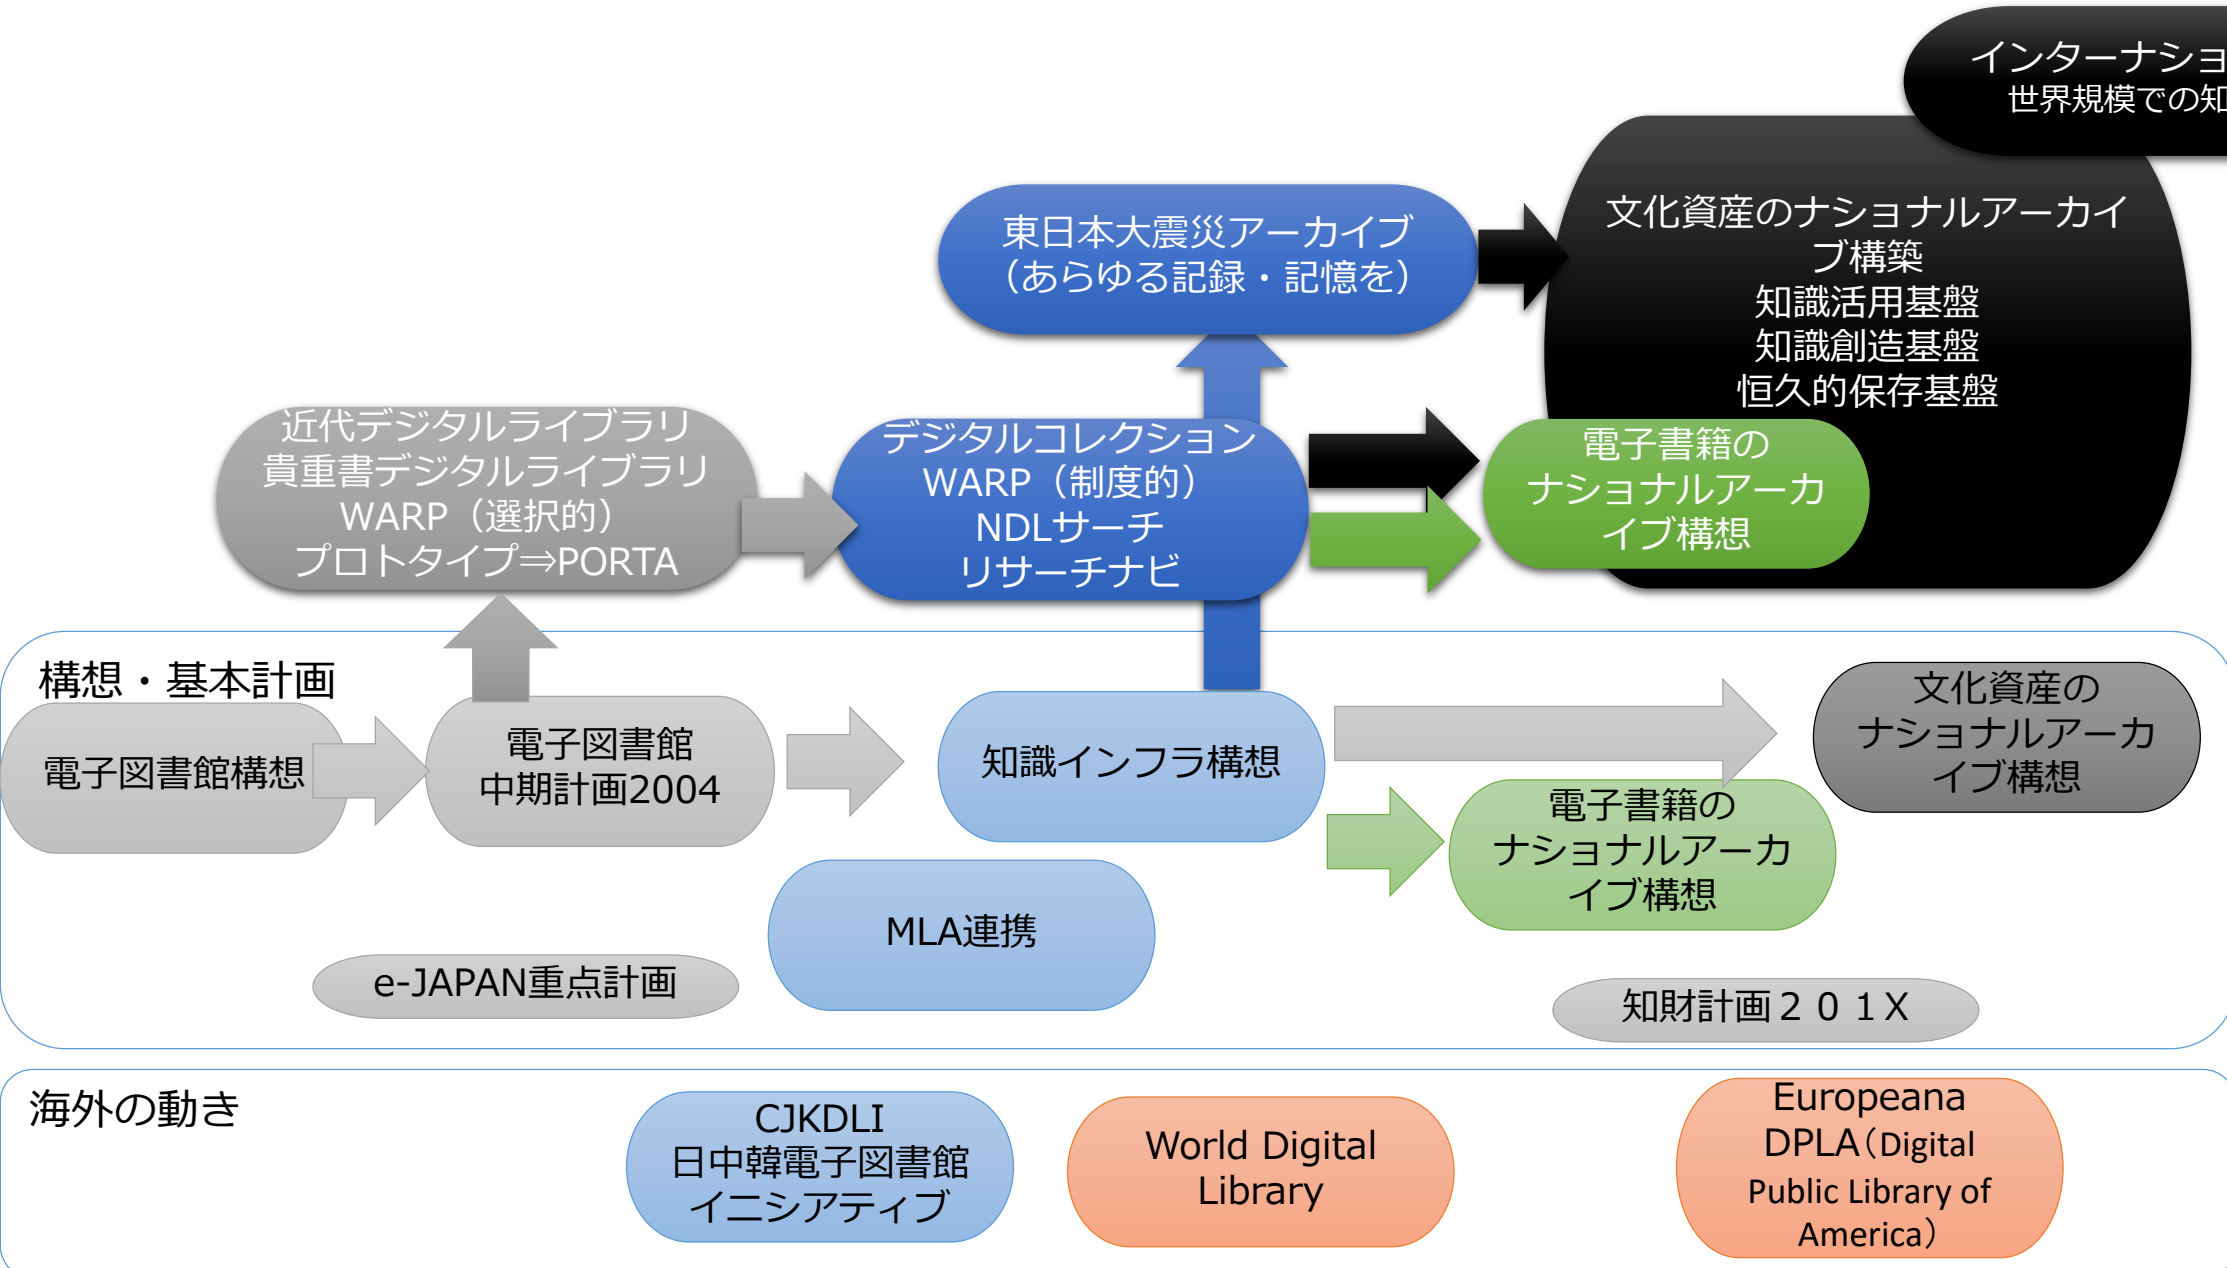 インターナショ
世界規模での知
文化資産のナショナルアーカイ
ブ構築
知識活用基盤
知識創造基盤
恒久的保存基盤
東日本大震災アーカイブ
（あらゆる記録・記憶を）
近代デジタルライブラリ
貴重書デジタルライブラリ
WARP（選択的）
プロトタイプ⇒PORTA
デジタルコレクション
WARP（制度的）
NDLサーチ
リサーチナビ
電子書籍の
ナショナルアーカ
イブ構想
構想・基本計画
電子図書館構想
電子図書館
中期計画2004
知識インフラ構想
文化資産の
ナショナルアーカ
イブ構想
電子書籍の
ナショナルアーカ
イブ構想
MLA連携
e-JAPAN重点計画
知財計画２０１X
海外の動き
CJKDLI
日中韓電子図書館
イニシアティブ
World Digital
Library
Europeana
DPLA（Digital
Public Library of
America）